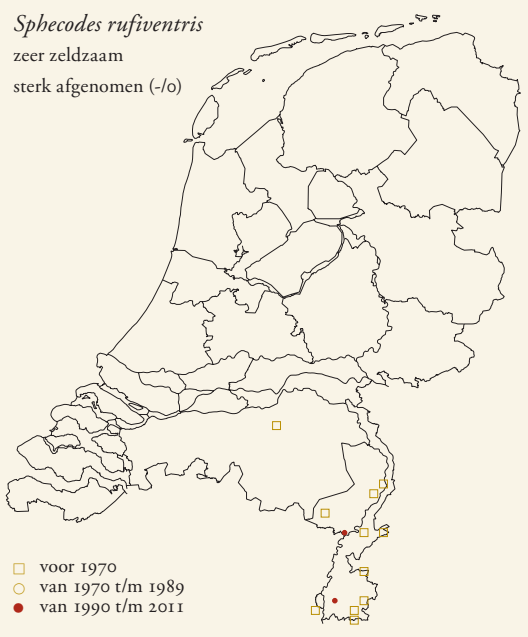 Sphecodes rufiventris
zeer zeldzaam
sterk afgenomen (-/0)
voor 1970
van 1970 t/m 1989
van 1990 t/m 2011